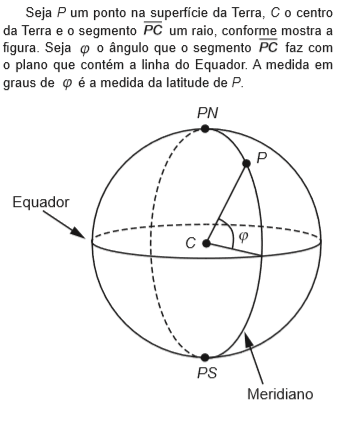 Seja P um ponto na superfície da Terra, C o centro
da Terra e o segmento PC um raio, conforme mostra a
figura. Seja φ o ângulo que o segmento PC faz com
o plano que contém a linha do Equador. A medida em
graus de φ é a medida da latitude de P.
PN
P
Equador
C
φ
PS
Meridiano